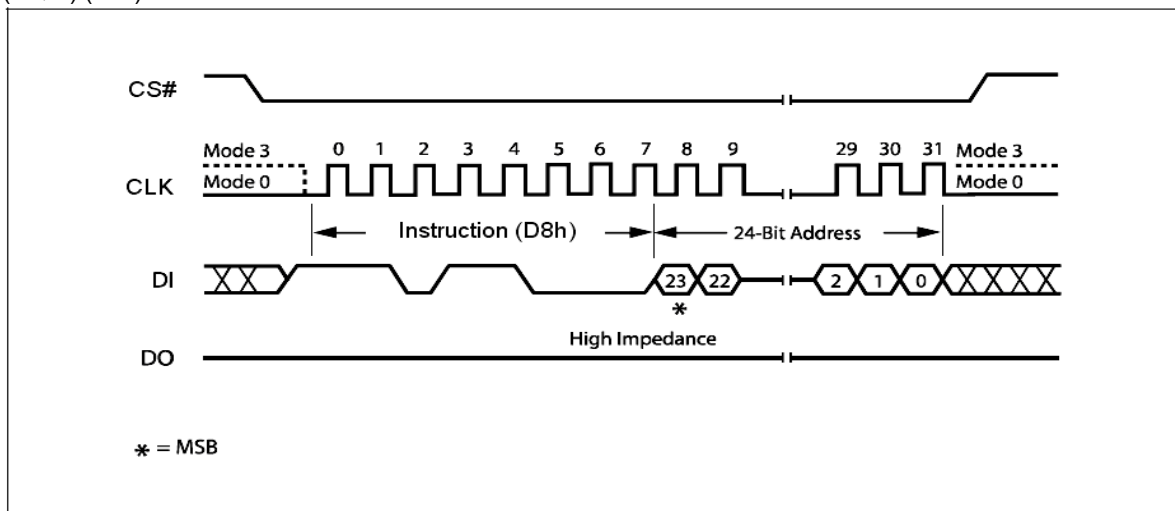 CS#
Mode 3 0 1 2 3 4 5 6 7 8 9 29 30 31 Mode 3
CLK Mode 0 Mode 0
Instruction (D8h) 24-Bit Address
DI 23 22 2 1 0
*
High Impedance
DO
* = MSB